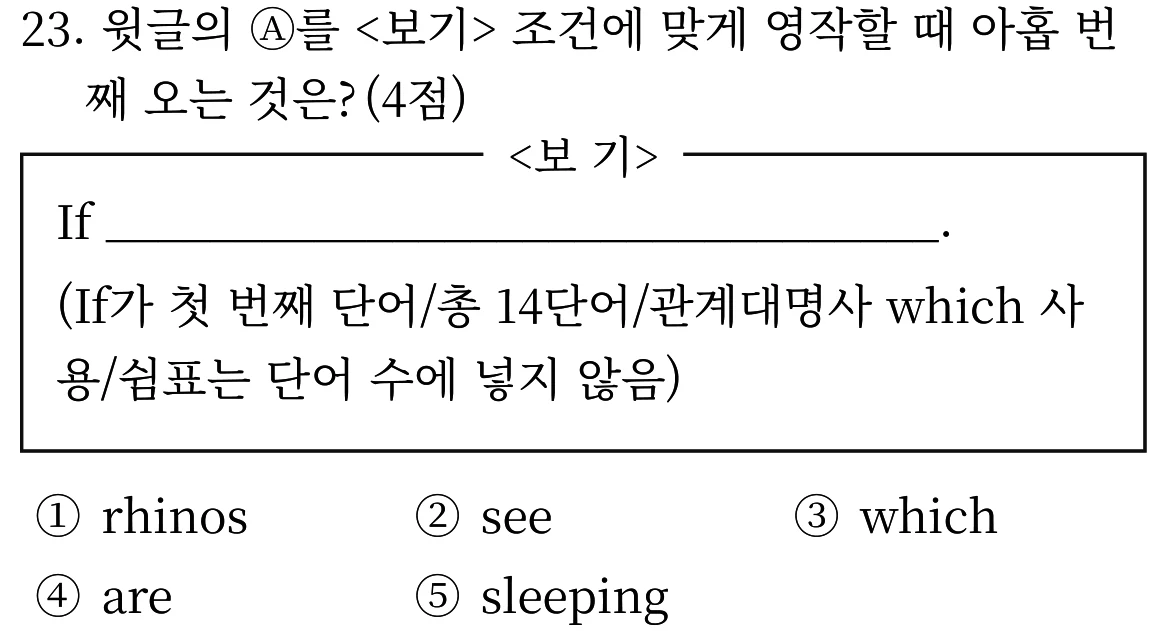 23. 윗글의 Ⓐ를 <보기> 조건에 맞게 영작할 때 아홉 번
째 오는 것은? (4점)
<보 기>
If ______________________________.
(If가 첫 번째 단어/총 14단어/관계대명사 which 사
용/쉼표는 단어 수에 넣지 않음)
① rhinos ② see ③ which
④ are ⑤ sleeping